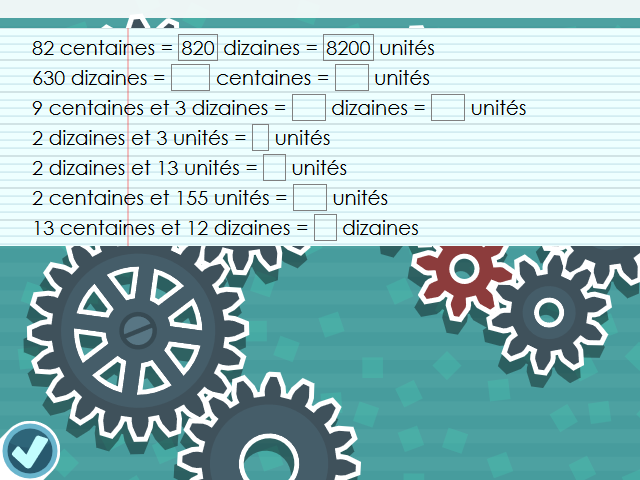 82 centaines = 820 dizaines = 8200 unités
630 dizaines = centaines = unités
9 centaines et 3 dizaines = dizaines = unités
2 dizaines et 3 unités = unités
2 dizaines et 13 unités = unités
2 centaines et 155 unités = unités
13 centaines et 12 dizaines = dizaines